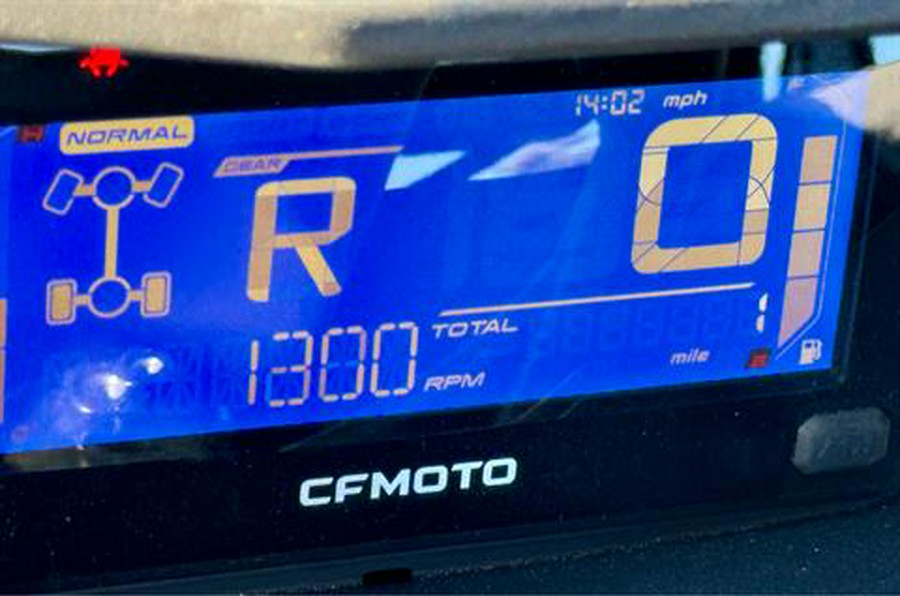 14:02 mph
H NORMAL
GEAR
R
0
TOTAL 1
1300 RPM
mile E
CFMOTO